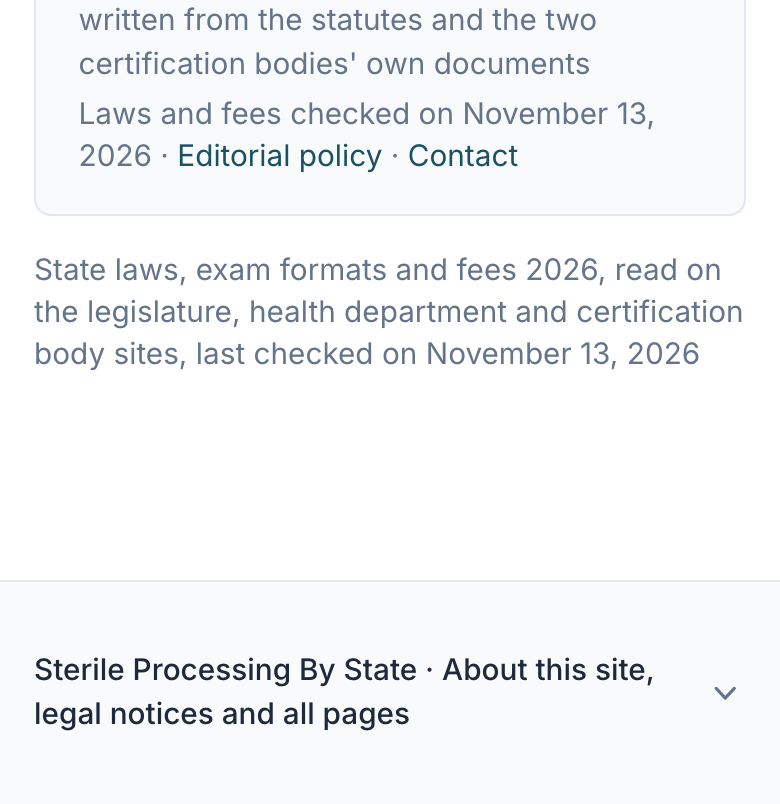 written from the statutes and the two
certification bodies' own documents
Laws and fees checked on November 13,
2026 · Editorial policy · Contact
State laws, exam formats and fees 2026, read on
the legislature, health department and certification
body sites, last checked on November 13, 2026
Sterile Processing By State · About this site,
legal notices and all pages